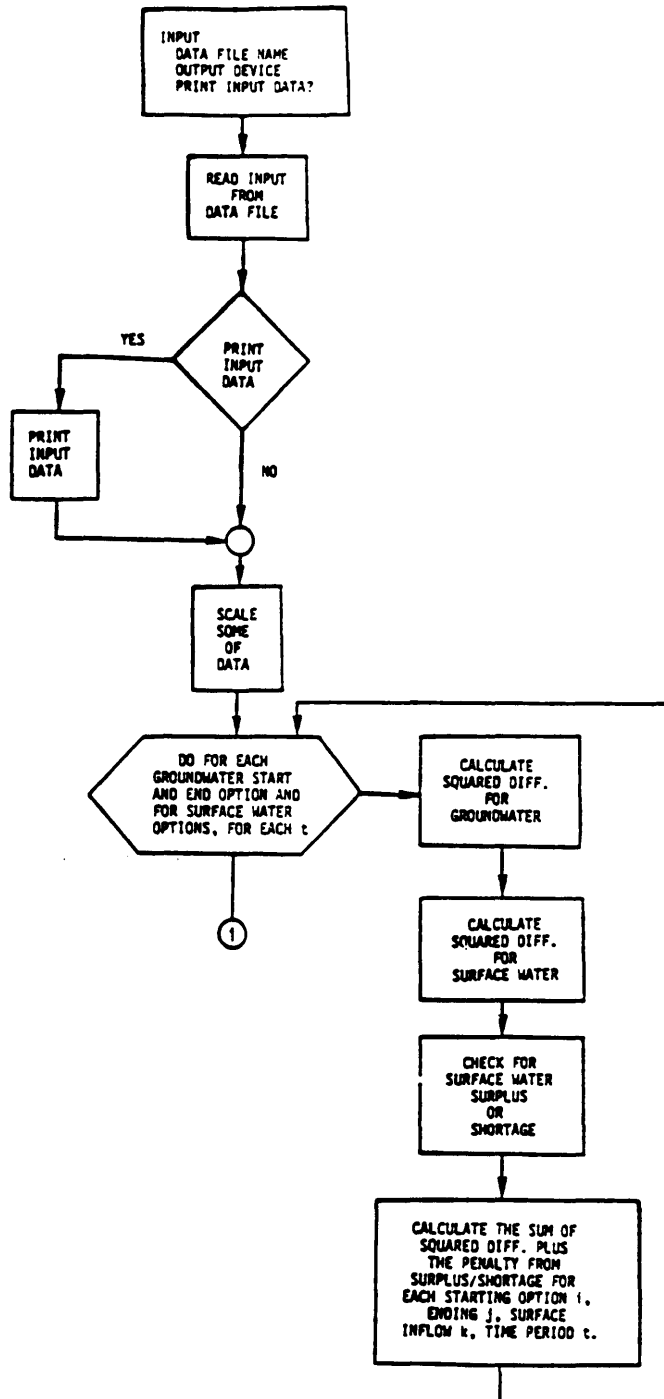 INPUT
DATA FILE NAME
OUTPUT DEVICE
PRINT INPUT DATA?
READ INPUT
FROM
DATA FILE
YES
PRINT
INPUT
DATA
PRINT
INPUT
DATA
NO
SCALE
SOME
OF
DATA
DO FOR EACH
GROUNDWATER START
AND END OPTION AND
FOR SURFACE WATER
OPTIONS, FOR EACH t
1
CALCULATE
SQUARED DIFF.
FOR
GROUNDWATER
CALCULATE
SQUARED DIFF.
FOR
SURFACE WATER
CHECK FOR
SURFACE WATER
SURPLUS
OR
SHORTAGE
CALCULATE THE SUM OF
SQUARED DIFF. PLUS
THE PENALTY FROM
SURPLUS/SHORTAGE FOR
EACH STARTING OPTION i,
ENDING j, SURFACE
INFLOW k, TIME PERIOD t.